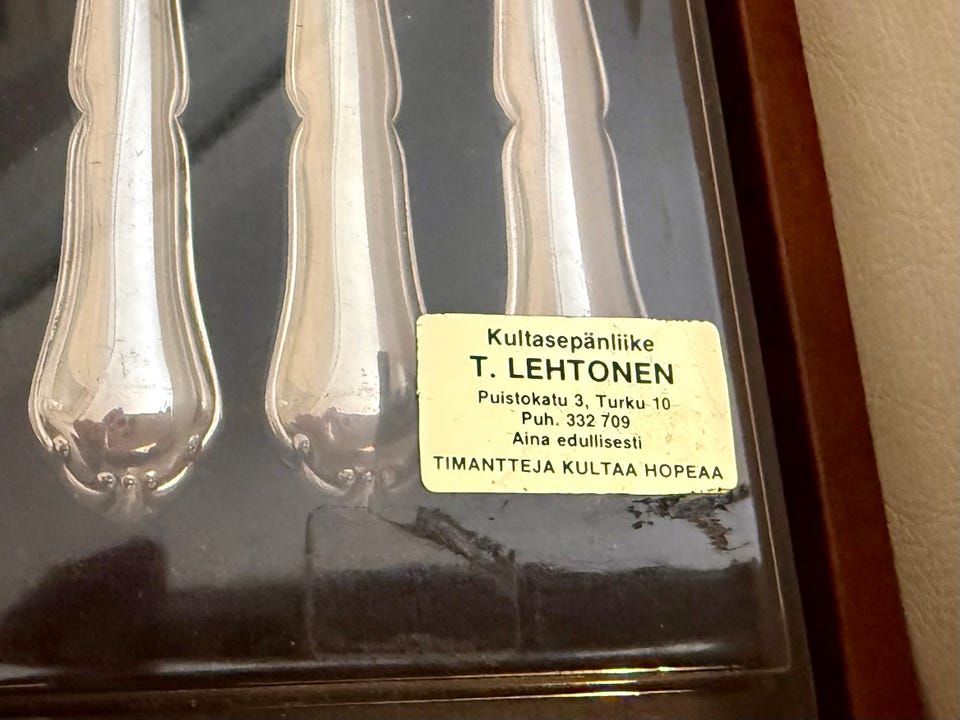 Kultasepänliike
T. LEHTONEN
Puistokatu 3, Turku 10
Puh. 332 709
Aina edullisesti
TIMANTTEJA KULTAA HOPEAA